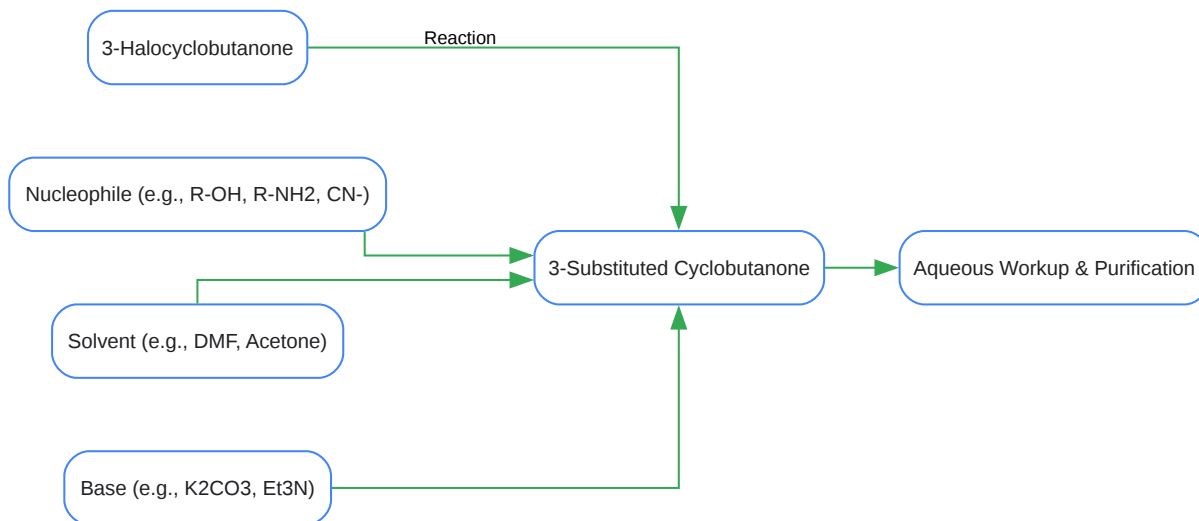 Reaction
3-Halocyclobutanone
Nucleophile (e.g., R-OH, R-NH2, CN-)
3-Substituted Cyclobutanone
Aqueous Workup & Purification
Solvent (e.g., DMF, Acetone)
Base (e.g., K2CO3, Et3N)